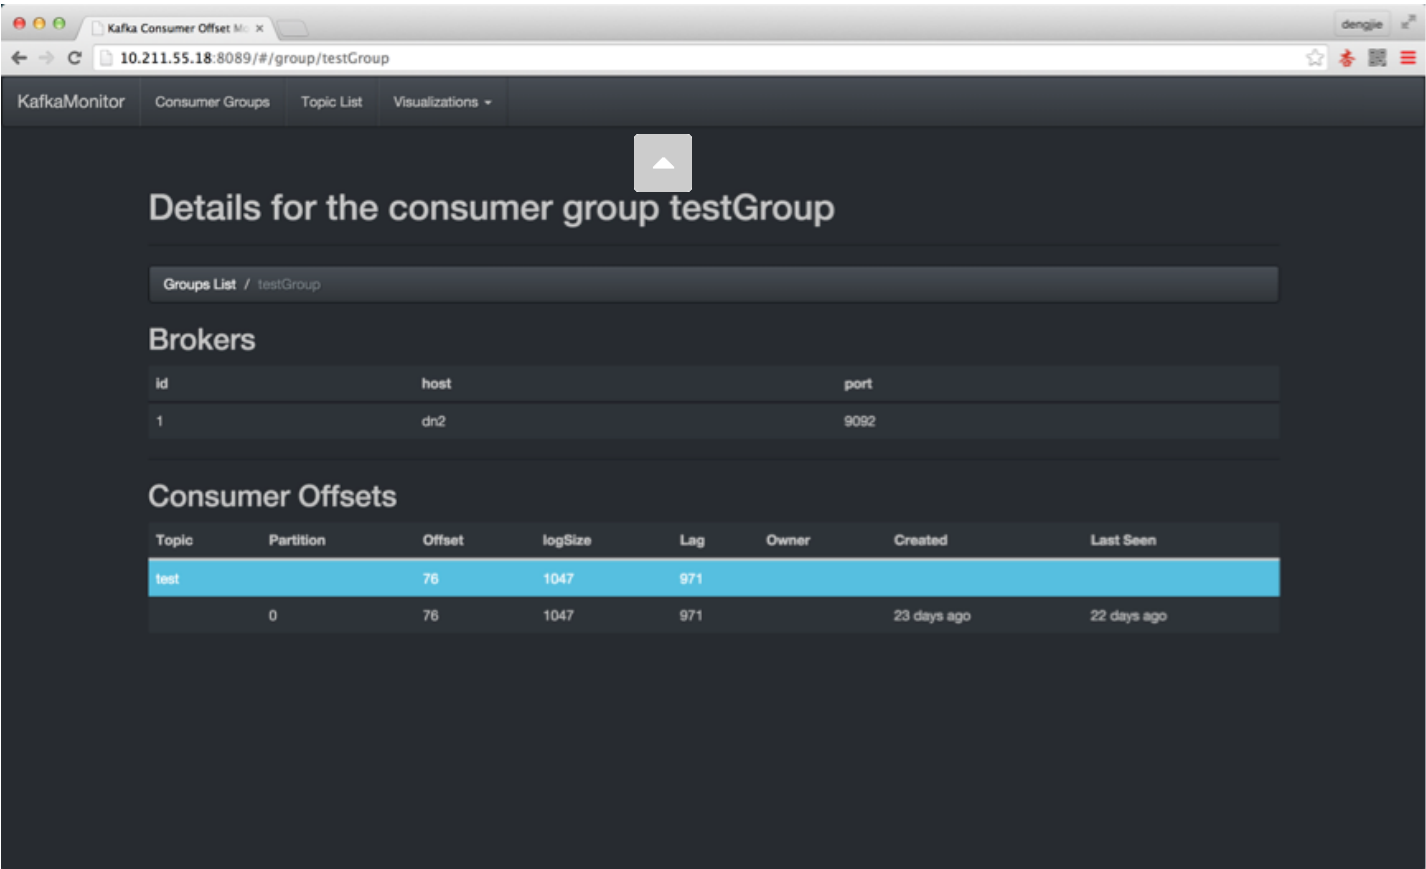 Kafka Consumer Offset Mo
dengjie
10.211.55.18:8089/#/group/testGroup
KafkaMonitor Consumer Groups Topic List Visualizations
Details for the consumer group testGroup
Groups List / testGroup
Brokers
id host port
1 dn2 9092
Consumer Offsets
Topic Partition Offset logSize Lag Owner Created Last Seen
test 76 1047 971
0 76 1047 971 23 days ago 22 days ago